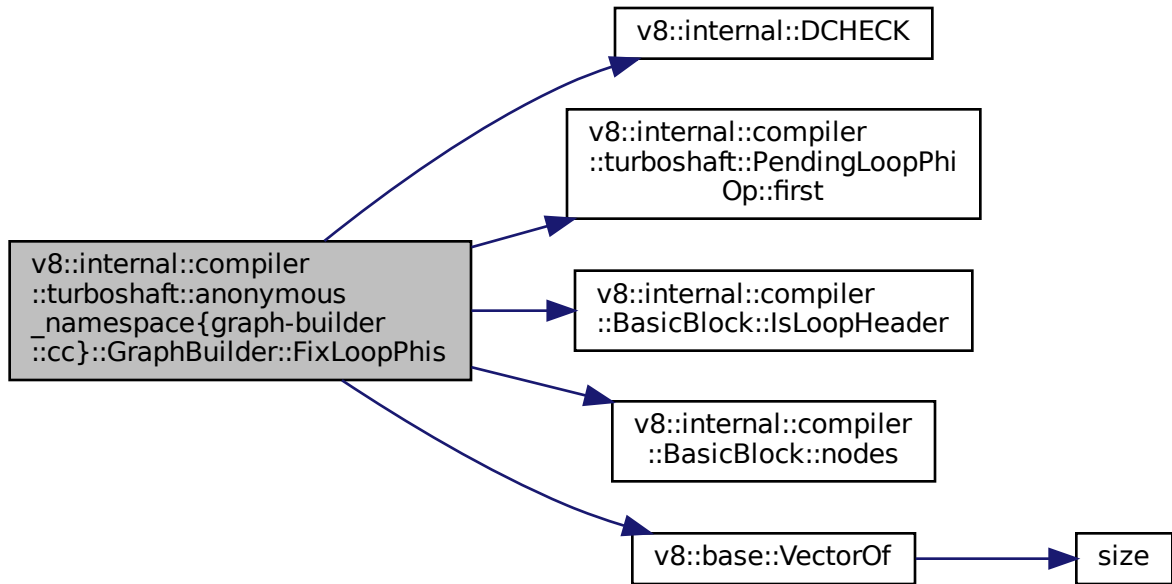 v8::internal::DCHECK
v8::internal::compiler
::turboshaft::PendingLoopPhi
Op::first
v8::internal::compiler
::turboshaft::anonymous
_namespace{graph-builder
::cc}::GraphBuilder::FixLoopPhis
v8::internal::compiler
::BasicBlock::IsLoopHeader
v8::internal::compiler
::BasicBlock::nodes
v8::base::VectorOf
size